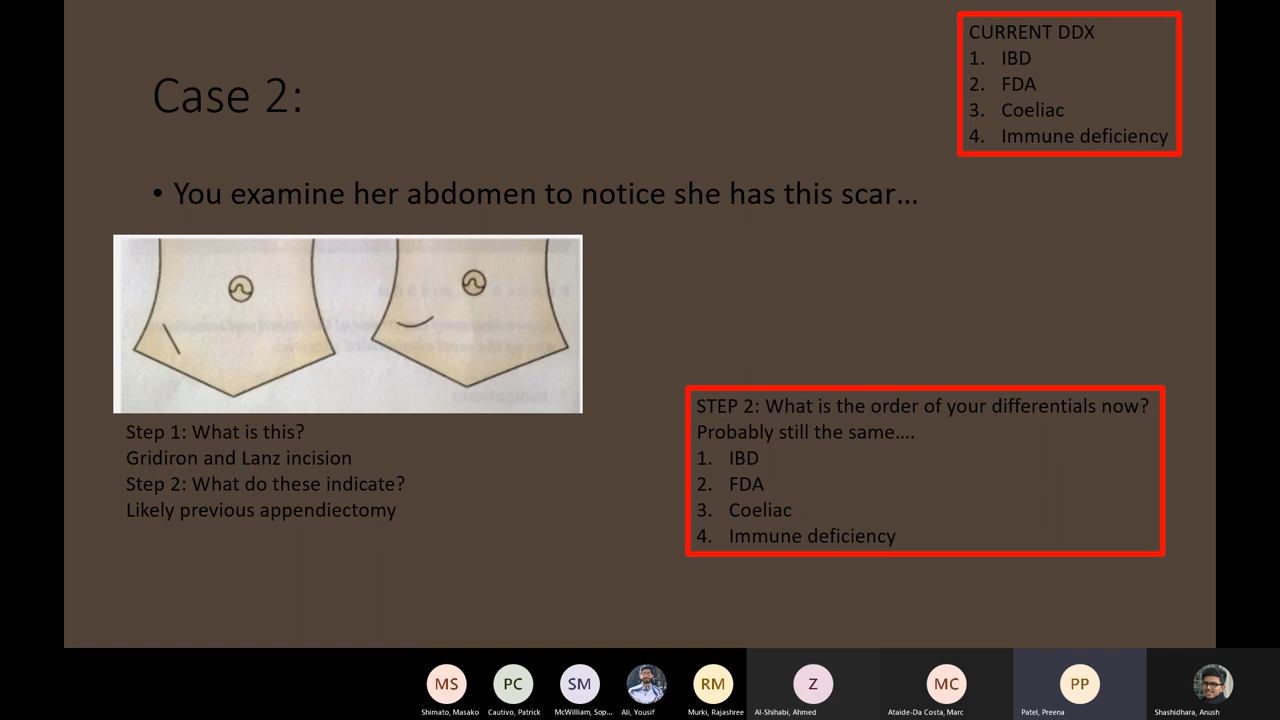 CURRENT DDX
1. IBD
2. FDA
3. Coeliac
4. Immune deficiency
Case 2:
• You examine her abdomen to notice she has this scar...
Step 1: What is this?
Gridiron and Lanz incision
Step 2: What do these indicate?
Likely previous appendiectomy
STEP 2: What is the order of your differentials now?
Probably still the same....
1. IBD
2. FDA
3. Coeliac
4. Immune deficiency
MS
PC
SM
RM
Z
MC
PP
Shimato, Masako
Cautivo, Patrick
McWilliam, Sop...
Ali, Yousif
Murki, Rajashree
Al-Shihabi, Ahmed
Ataide-Da Costa, Marc
Patel, Preena
Shashidhara, Anush